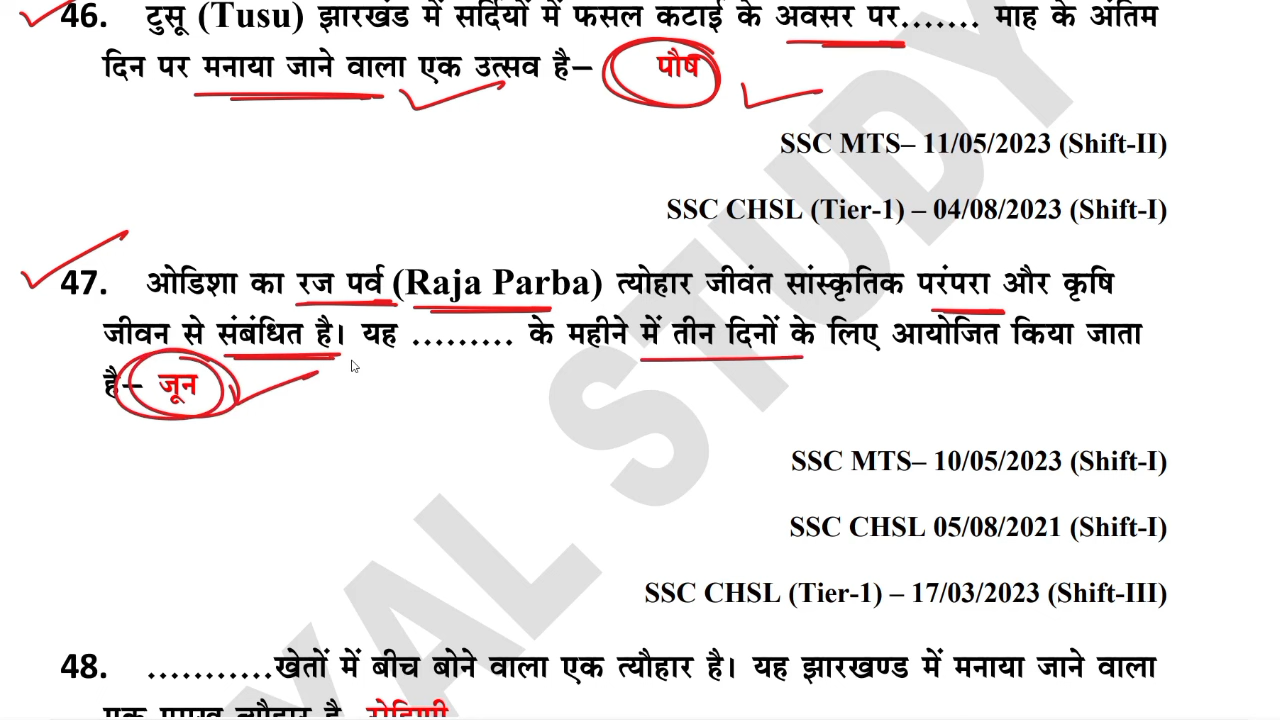 46. टुसू (Tusu) झारखंड में सर्दियों में फसल कटाई के अवसर पर....... माह के अंतिम
दिन पर मनाया जाने वाला एक उत्सव है– पौष
SSC MTS– 11/05/2023 (Shift-II)
SSC CHSL (Tier-1) – 04/08/2023 (Shift-I)
47. ओडिशा का रज पर्व (Raja Parba) त्योहार जीवंत सांस्कृतिक परंपरा और कृषि
जीवन से संबंधित है। यह ......... के महीने में तीन दिनों के लिए आयोजित किया जाता
है– जून
SSC MTS– 10/05/2023 (Shift-I)
SSC CHSL 05/08/2021 (Shift-I)
SSC CHSL (Tier-1) – 17/03/2023 (Shift-III)
48. ...........खेतों में बीच बोने वाला एक त्यौहार है। यह झारखण्ड में मनाया जाने वाला
YAL STUDY